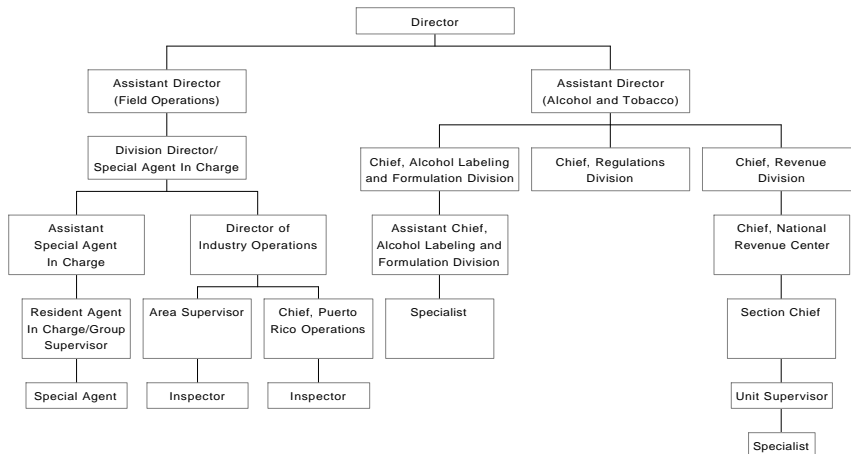 Director
Assistant Director
(Field Operations)
Assistant Director
(Alcohol and Tobacco)
Division Director/
Special Agent In Charge
Chief, Alcohol Labeling
and Formulation Division
Chief, Regulations
Division
Chief, Revenue
Division
Assistant
Special Agent
In Charge
Director of
Industry Operations
Assistant Chief,
Alcohol Labeling and
Formulation Division
Chief, National
Revenue Center
Resident Agent
In Charge/Group
Supervisor
Area Supervisor
Chief, Puerto
Rico Operations
Specialist
Section Chief
Special Agent
Inspector
Inspector
Unit Supervisor
Specialist